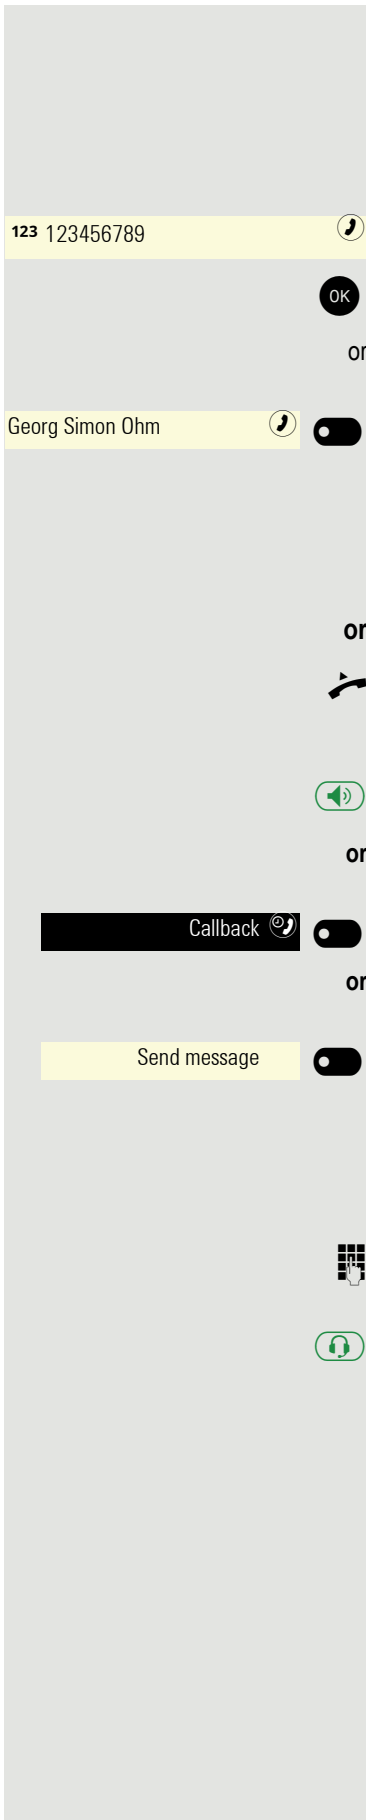 123 123456789
OK
or
Georg Simon Ohm
or
or
Callback
or
Send message